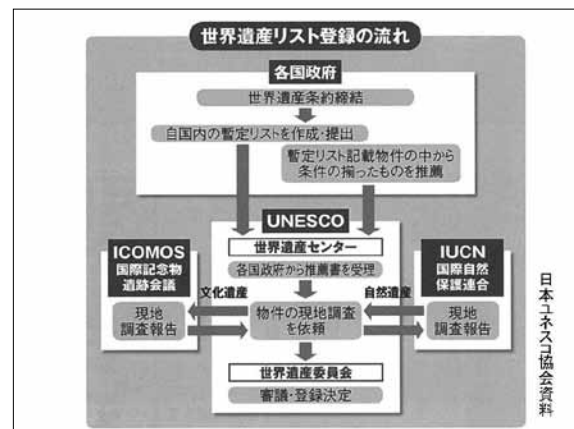 世界遺産リスト登録の流れ
各国政府
世界遺産条約締結
自国内の暫定リストを作成・提出
暫定リスト記載物件の中から
条件の揃ったものを推薦
UNESCO
世界遺産センター
各国政府から推薦書を受理
ICOMOS
国際記念物
遺跡会議
文化遺産
現地
調査報告
物件の現地調査
を依頼
自然遺産
IUCN
国際自然
保護連合
現地
調査報告
世界遺産委員会
審議・登録決定
日本ユネスコ協会資料